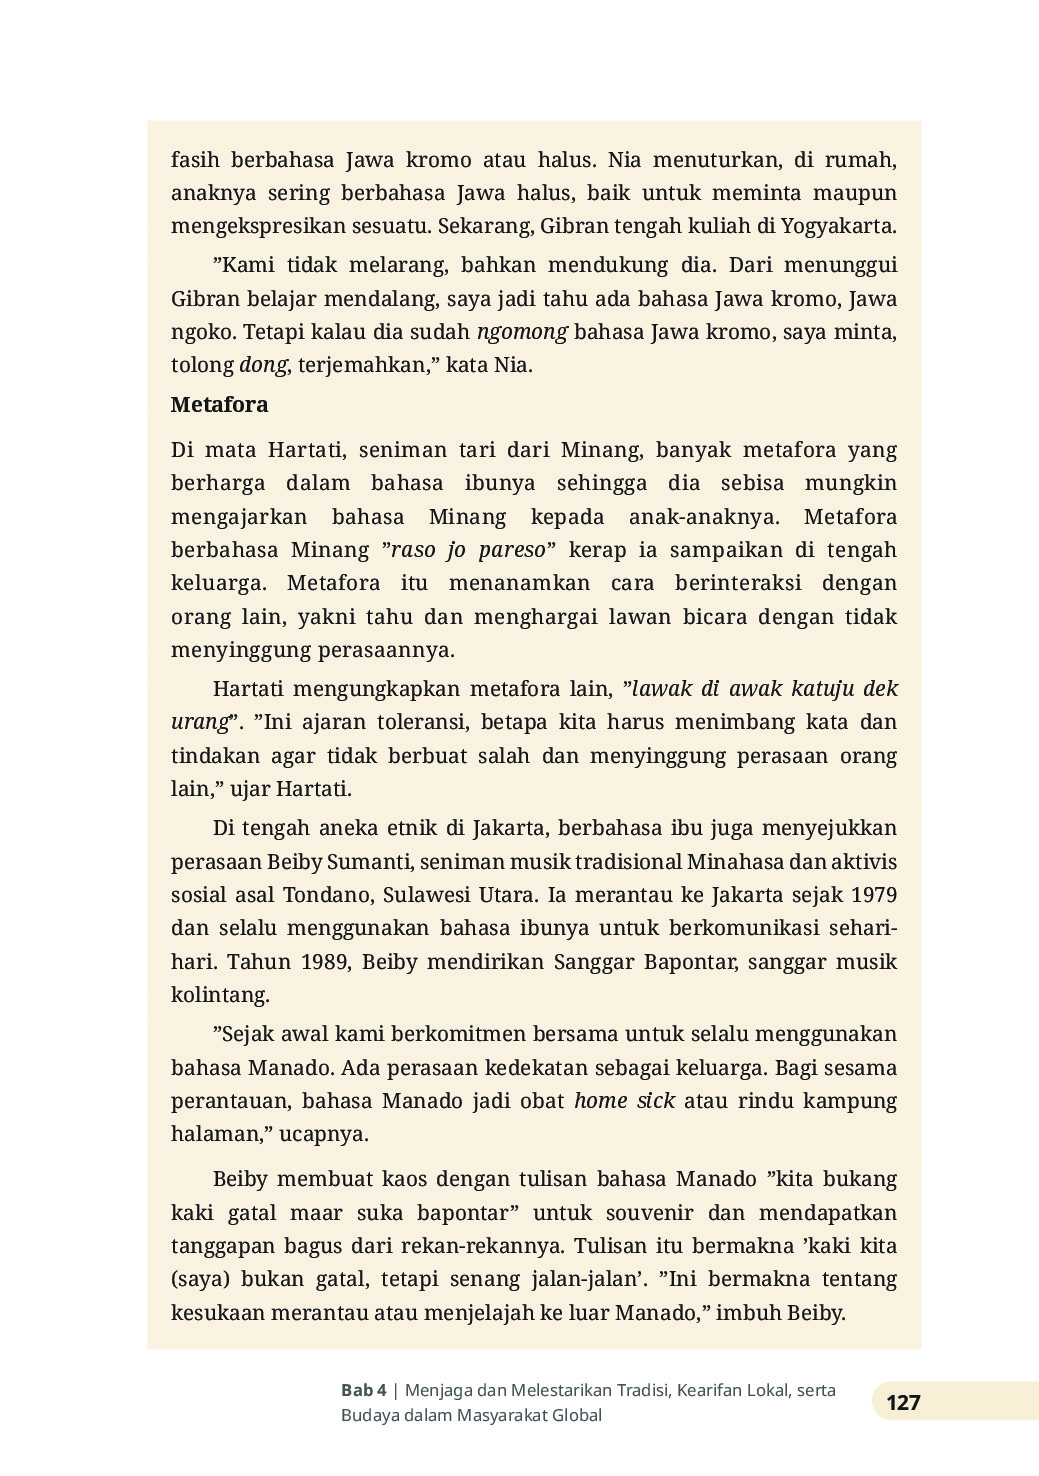 fasih berbahasa Jawa kromo atau halus. Nia menuturkan, di rumah,
anaknya sering berbahasa Jawa halus, baik untuk meminta maupun
mengekspresikan sesuatu. Sekarang, Gibran tengah kuliah di Yogyakarta.
”Kami tidak melarang, bahkan mendukung dia. Dari menunggui
Gibran belajar mendalang, saya jadi tahu ada bahasa Jawa kromo, Jawa
ngoko. Tetapi kalau dia sudah ngomong bahasa Jawa kromo, saya minta,
tolong dong, terjemahkan,” kata Nia.
Metafora
Di mata Hartati, seniman tari dari Minang, banyak metafora yang
berharga dalam bahasa ibunya sehingga dia sebisa mungkin
mengajarkan bahasa Minang kepada anak-anaknya. Metafora
berbahasa Minang ”raso jo pareso” kerap ia sampaikan di tengah
keluarga. Metafora itu menanamkan cara berinteraksi dengan
orang lain, yakni tahu dan menghargai lawan bicara dengan tidak
menyinggung perasaannya.
Hartati mengungkapkan metafora lain, ”lawak di awak katuju dek
urang”. ”Ini ajaran toleransi, betapa kita harus menimbang kata dan
tindakan agar tidak berbuat salah dan menyinggung perasaan orang
lain,” ujar Hartati.
Di tengah aneka etnik di Jakarta, berbahasa ibu juga menyejukkan
perasaan Beiby Sumanti, seniman musik tradisional Minahasa dan aktivis
sosial asal Tondano, Sulawesi Utara. Ia merantau ke Jakarta sejak 1979
dan selalu menggunakan bahasa ibunya untuk berkomunikasi sehari-
hari. Tahun 1989, Beiby mendirikan Sanggar Bapontar, sanggar musik
kolintang.
”Sejak awal kami berkomitmen bersama untuk selalu menggunakan
bahasa Manado. Ada perasaan kedekatan sebagai keluarga. Bagi sesama
perantauan, bahasa Manado jadi obat home sick atau rindu kampung
halaman,” ucapnya.
Beiby membuat kaos dengan tulisan bahasa Manado ”kita bukang
kaki gatal maar suka bapontar” untuk souvenir dan mendapatkan
tanggapan bagus dari rekan-rekannya. Tulisan itu bermakna ’kaki kita
(saya) bukan gatal, tetapi senang jalan-jalan’. ”Ini bermakna tentang
kesukaan merantau atau menjelajah ke luar Manado,” imbuh Beiby.
Bab 4 | Menjaga dan Melestarikan Tradisi, Kearifan Lokal, serta
Budaya dalam Masyarakat Global
127